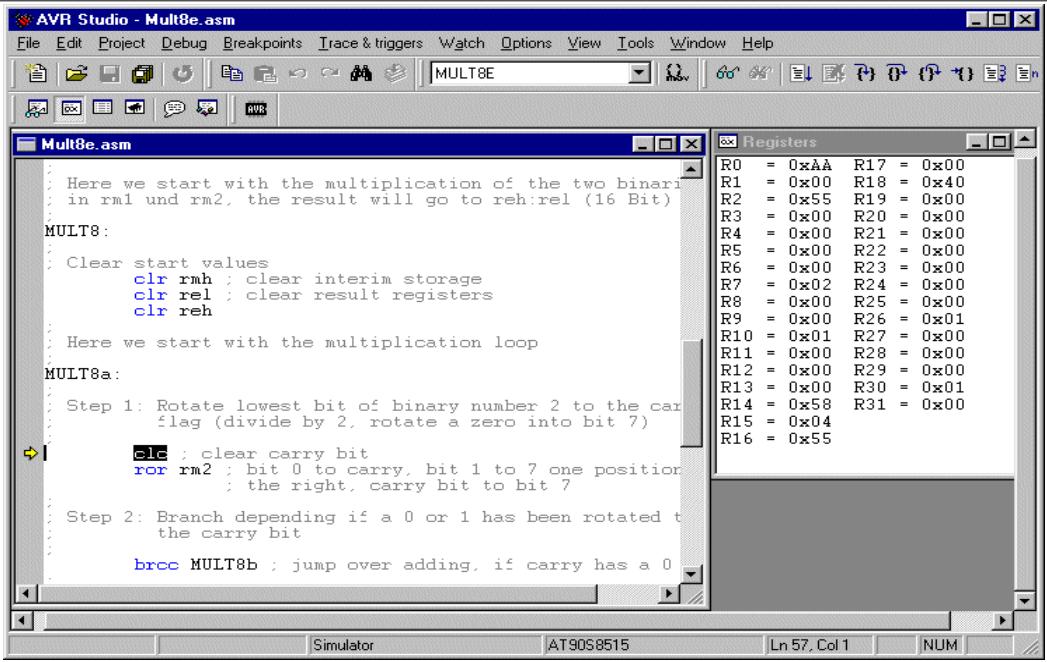 AVR Studio - Mult8e.asm
File Edit Project Debug Breakpoints Trace & triggers Watch Options View Tools Window Help
MULT8E
AVR
Mult8e.asm
;
; Here we start with the multiplication of the two binari
; in rm1 und rm2, the result will go to reh:rel (16 Bit)
;
MULT8:
;
; Clear start values
clr rmh ; clear interim storage
clr rel ; clear result registers
clr reh
;
; Here we start with the multiplication loop
;
MULT8a:
;
; Step 1: Rotate lowest bit of binary number 2 to the car
; flag (divide by 2, rotate a zero into bit 7)
;
clc ; clear carry bit
ror rm2 ; bit 0 to carry, bit 1 to 7 one position
; the right, carry bit to bit 7
;
; Step 2: Branch depending if a 0 or 1 has been rotated t
; the carry bit
;
brcc MULT8b ; jump over adding, if carry has a 0
Registers
R0 = 0xAA R17 = 0x00
R1 = 0x00 R18 = 0x40
R2 = 0x55 R19 = 0x00
R3 = 0x00 R20 = 0x00
R4 = 0x00 R21 = 0x00
R5 = 0x00 R22 = 0x00
R6 = 0x00 R23 = 0x00
R7 = 0x02 R24 = 0x00
R8 = 0x00 R25 = 0x00
R9 = 0x00 R26 = 0x01
R10 = 0x01 R27 = 0x00
R11 = 0x00 R28 = 0x00
R12 = 0x00 R29 = 0x00
R13 = 0x00 R30 = 0x01
R14 = 0x58 R31 = 0x00
R15 = 0x04
R16 = 0x55
Simulator AT90S8515 Ln 57, Col 1 NUM